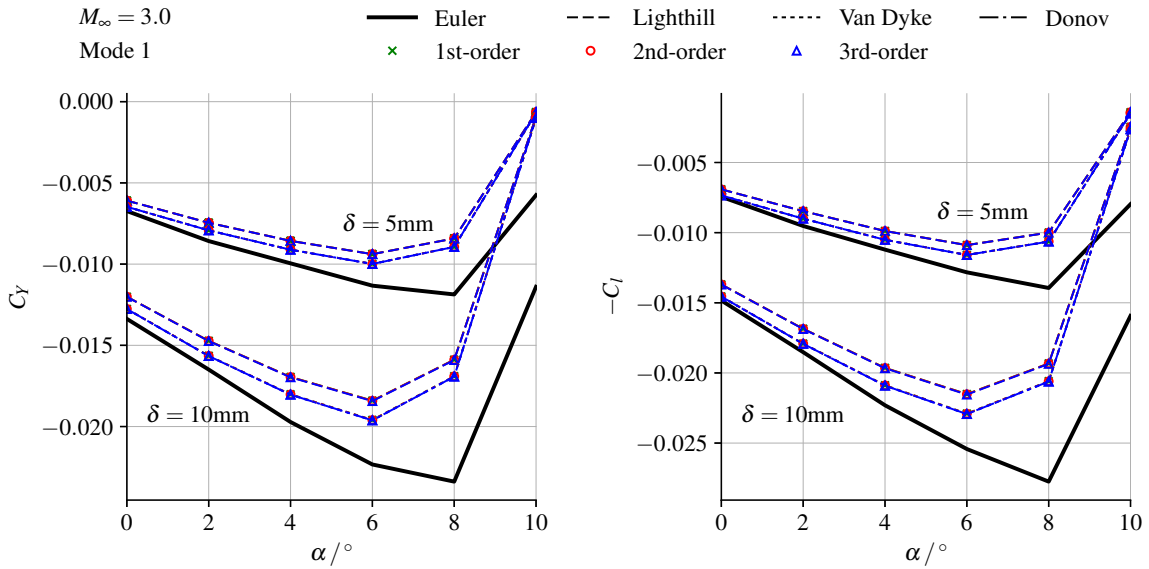 M∞ = 3.0
Mode 1
Euler Lighthill Van Dyke Donov
1st-order 2nd-order 3rd-order
0.000
−0.005
−0.010
−0.015
−0.020
C_Y
δ = 5mm
δ = 10mm
0 2 4 6 8 10
α/°
−0.005
−0.010
−0.015
−0.020
−0.025
−C_l
δ = 5mm
δ = 10mm
0 2 4 6 8 10
α/°